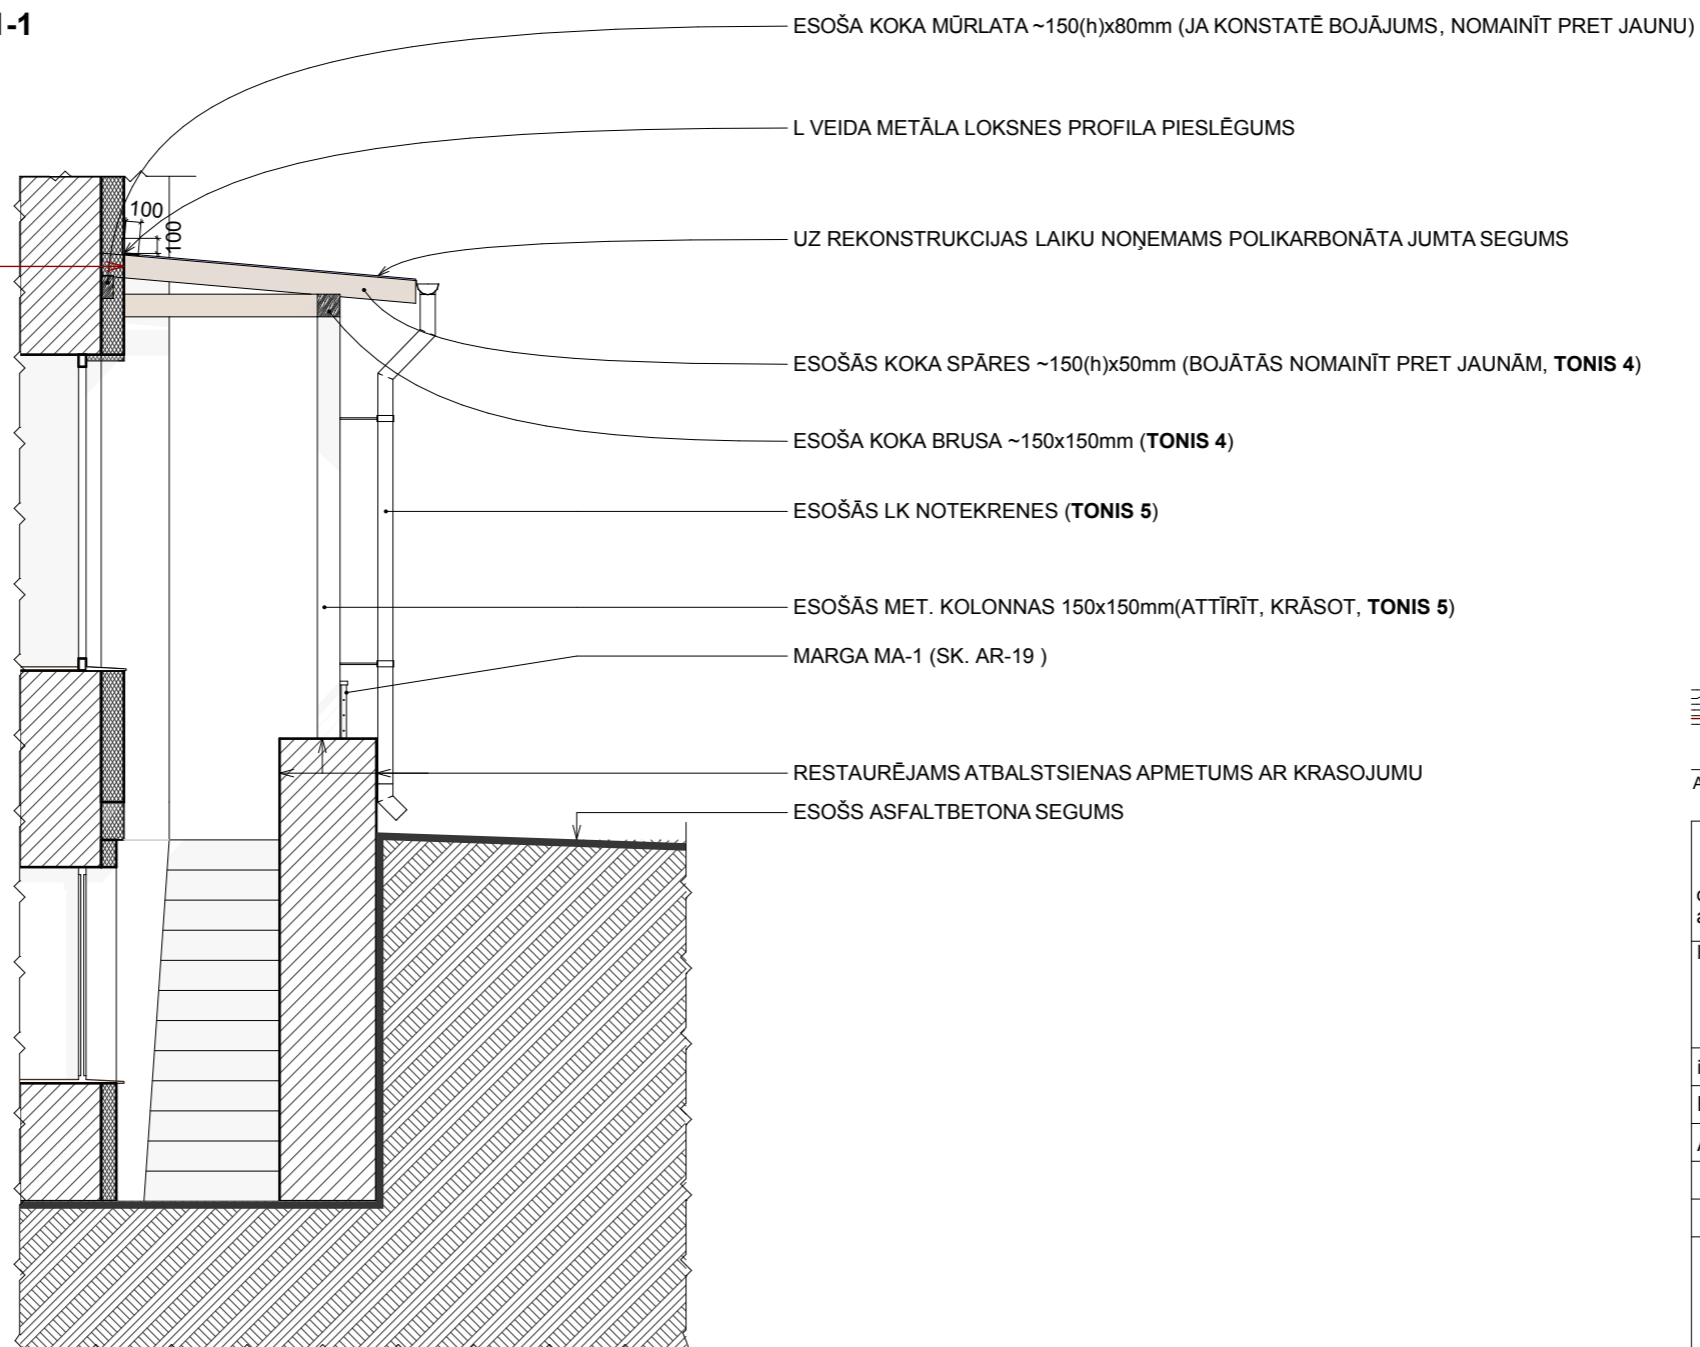 1-1
ESOŠA KOKA MŪRLATA ~150(h)x80mm (JA KONSTATĒ BOJĀJUMS, NOMAINĪT PRET JAUNU)
L VEIDA METĀLA LOKSNES PROFILA PIESLĒGUMS
100
100
UZ REKONSTRUKCIJAS LAIKU NOŅEMAMS POLIKARBONĀTA JUMTA SEGUMS
ESOŠĀS KOKA SPĀRES ~150(h)x50mm (BOJĀTĀS NOMAINĪT PRET JAUNĀM, TONIS 4)
ESOŠA KOKA BRUSA ~150x150mm (TONIS 4)
ESOŠĀS LK NOTEKRENES (TONIS 5)
ESOŠĀS MET. KOLONNAS 150x150mm(ATTĪRĪT, KRĀSOT, TONIS 5)
MARGA MA-1 (SK. AR-19 )
RESTAURĒJAMS ATBALSTSIENAS APMETUMS AR KRASOJUMU
ESOŠS ASFALTBETONA SEGUMS